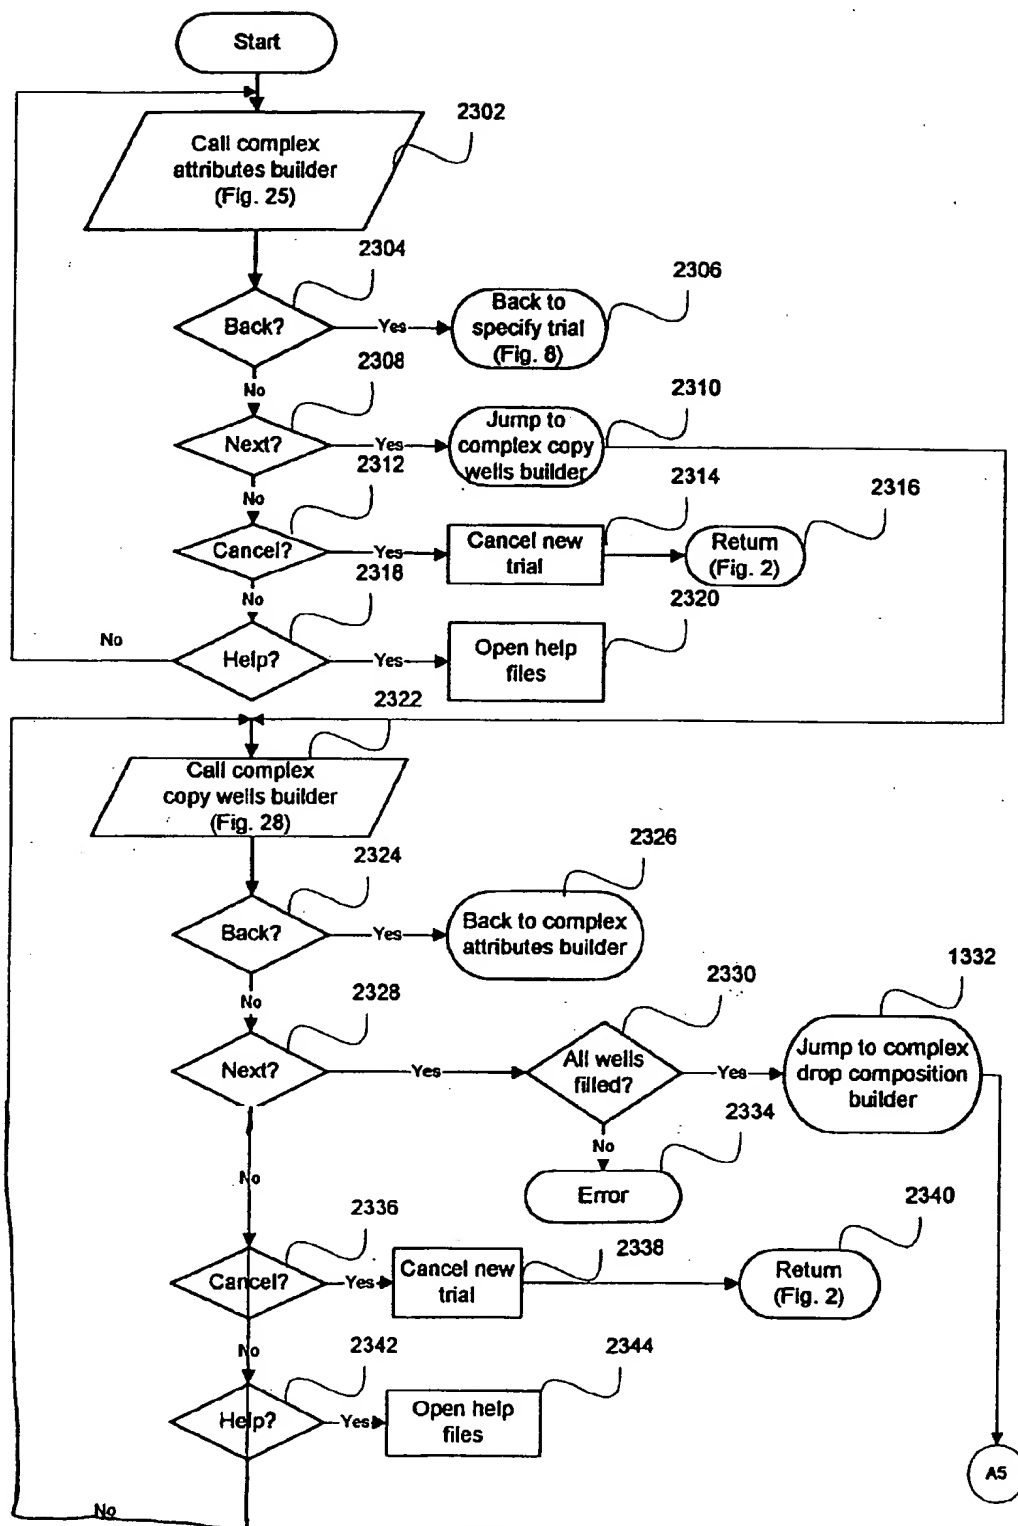 Start
2302
Call complex
attributes builder
(Fig. 25)
2304
2306
Back?
Yes
Back to
specify trial
(Fig. 8)
No
2308
2310
Next?
Yes
Jump to
complex copy
wells builder
No
2312
2314
2316
Cancel?
Yes
Cancel new
trial
Return
(Fig. 2)
No
2318
2320
No
Help?
Yes
Open help
files
2322
Call complex
copy wells builder
(Fig. 28)
2324
2326
Back?
Yes
Back to complex
attributes builder
No
2328
2330
1332
Next?
Yes
All wells
filled?
Yes
Jump to complex
drop composition
builder
No
2334
Error
No
2336
2338
2340
Cancel?
Yes
Cancel new
trial
Return
(Fig. 2)
No
2342
2344
Help?
Yes
Open help
files
A5
No